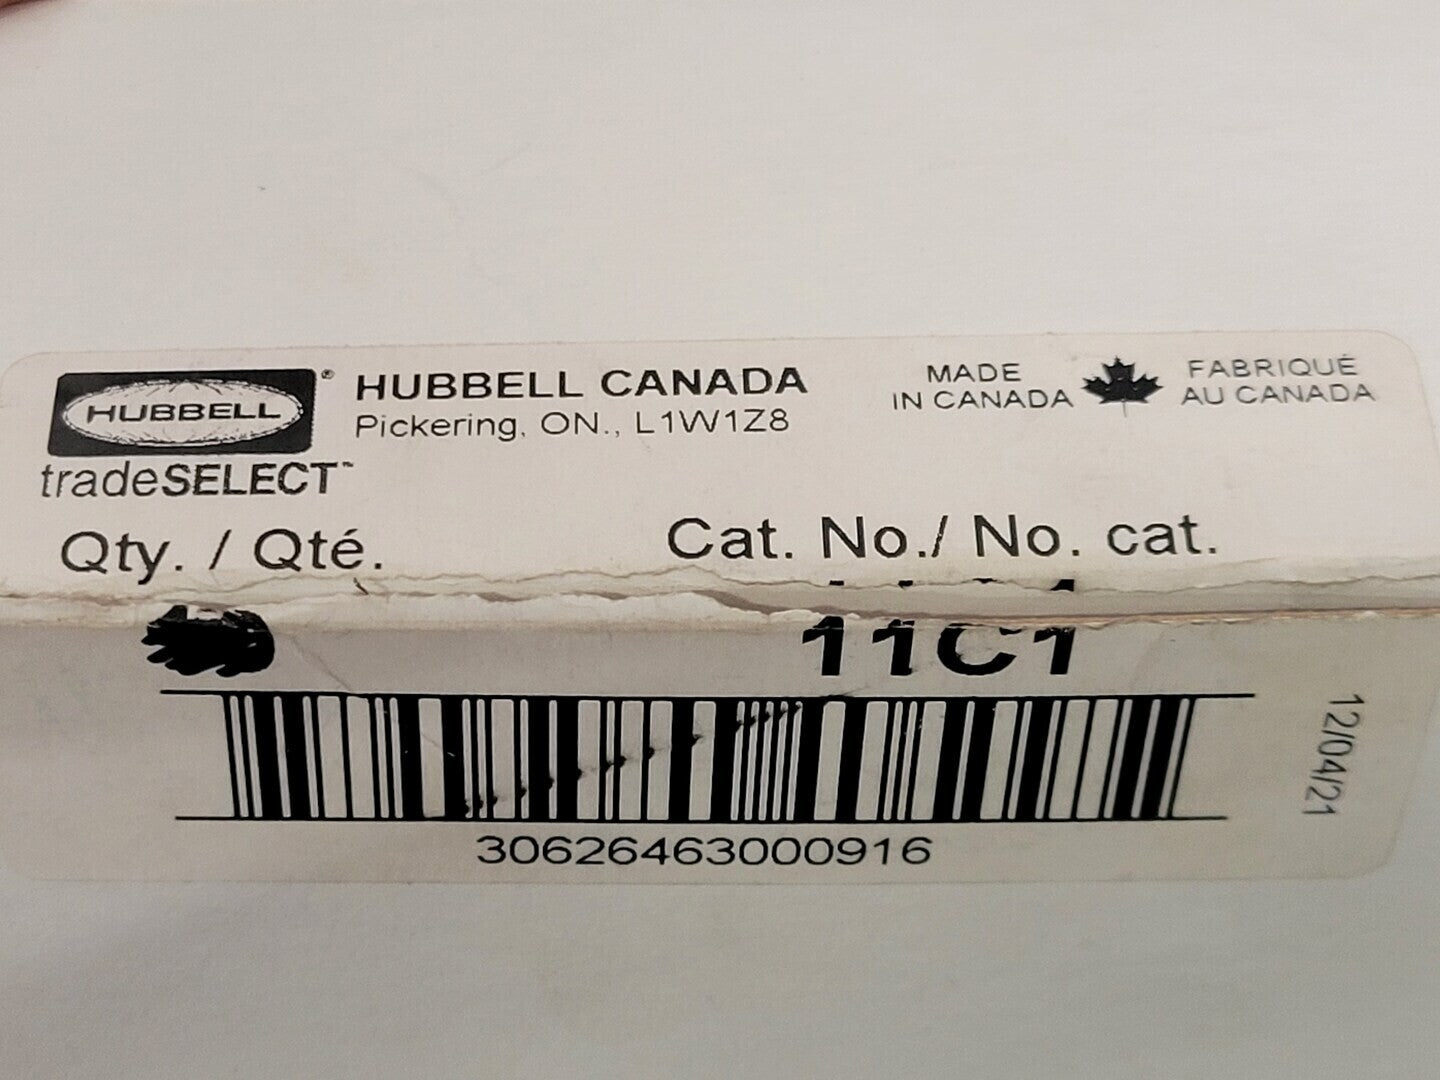 HUBBELL ® HUBBELL CANADA
Pickering, ON., L1W1Z8
MADE IN CANADA
FABRIQUÉ AU CANADA
tradeSELECT™
Qty. / Qté.
Cat. No./ No. cat.
11C1
30626463000916
12/04/21